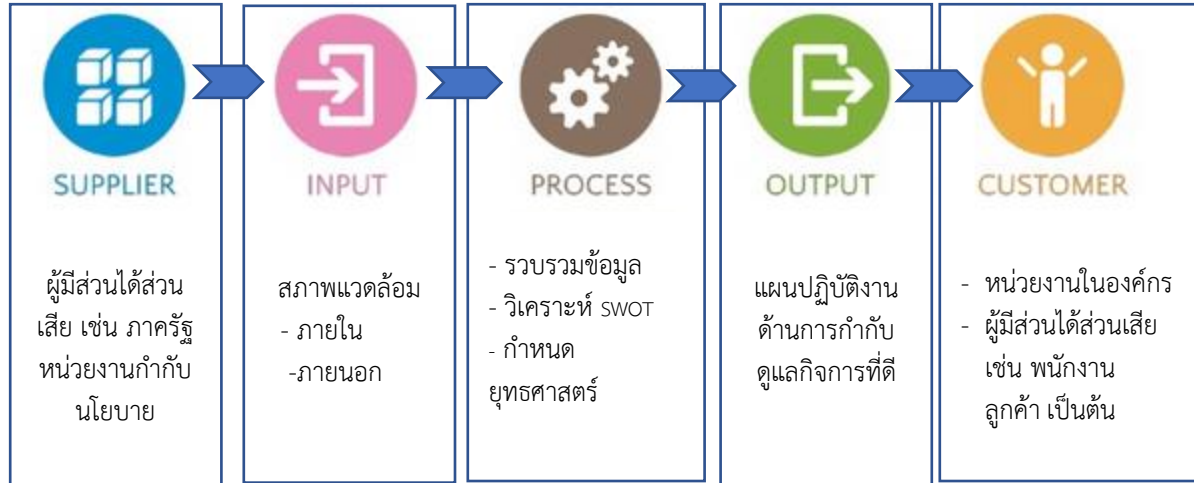 SUPPLIER
ผู้มีส่วนได้ส่วน
เสีย เช่น ภาครัฐ
หน่วยงานกำกับ
นโยบาย
INPUT
สภาพแวดล้อม
- ภายใน
-ภายนอก
PROCESS
- รวบรวมข้อมูล
- วิเคราะห์ SWOT
- กำหนด
ยุทธศาสตร์
OUTPUT
แผนปฏิบัติงาน
ด้านการกำกับ
ดูแลกิจการที่ดี
CUSTOMER
- หน่วยงานในองค์กร
- ผู้มีส่วนได้ส่วนเสีย
เช่น พนักงาน
ลูกค้า เป็นต้น